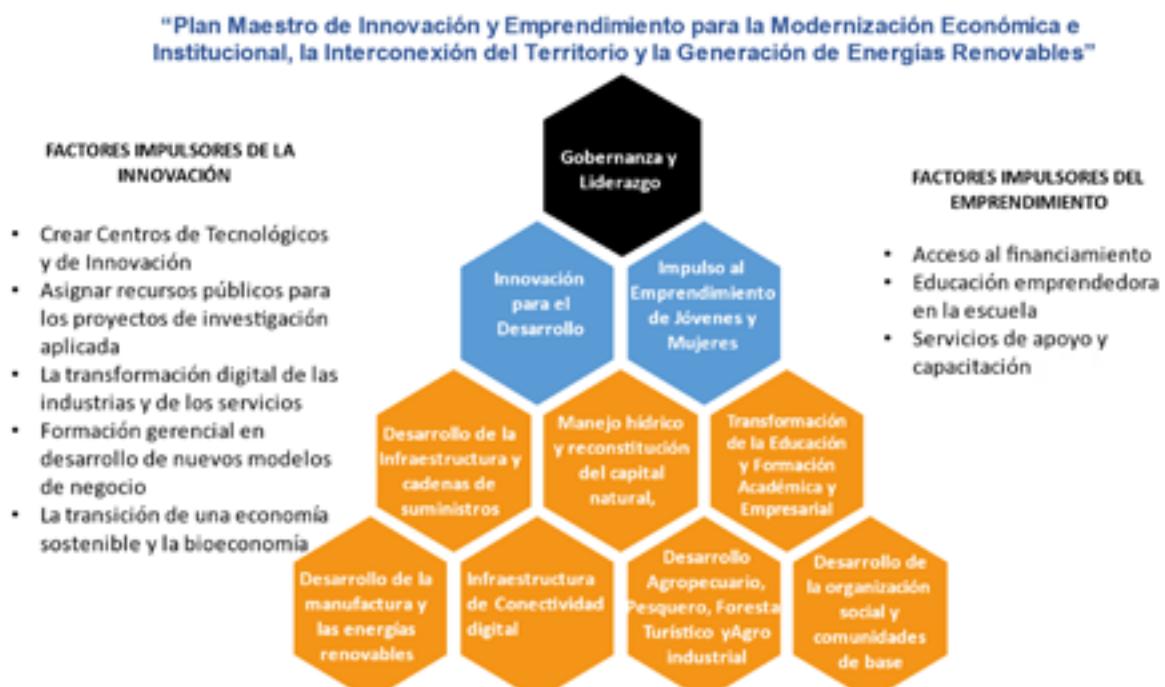 “Plan Maestro de Innovación y Emprendimiento para la Modernización Económica e
Institucional, la Interconexión del Territorio y la Generación de Energías Renovables”
FACTORES IMPULSORES DE LA
INNOVACIÓN
• Crear Centros de Tecnológicos
y de Innovación
• Asignar recursos públicos para
los proyectos de investigación
aplicada
• La transformación digital de las
industrias y de los servicios
• Formación gerencial en
desarrollo de nuevos modelos
de negocio
• La transición de una economía
sostenible y la bioeconomía
Gobernanza y
Liderazgo
Innovación
para el
Desarrollo
Impulso al
Emprendimiento
de Jóvenes y
Mujeres
Desarrollo de la
Infraestructura y
cadenas de
suministros
Manejo hídrico
y reconstitución
del capital
natural,
Transformación
de la Educación
y Formación
Académica y
Empresarial
Desarrollo de la
manufactura y
las energías
renovables
Infraestructura
de Conectividad
digital
Desarrollo
Agropecuario,
Pesquero, Foresta
Turístico yAgro
industrial
Desarrollo de
la organización
social y
comunidades
de base
FACTORES IMPULSORES DEL
EMPRENDIMIENTO
• Acceso al financiamiento
• Educación emprendedora
en la escuela
• Servicios de apoyo y
capacitación